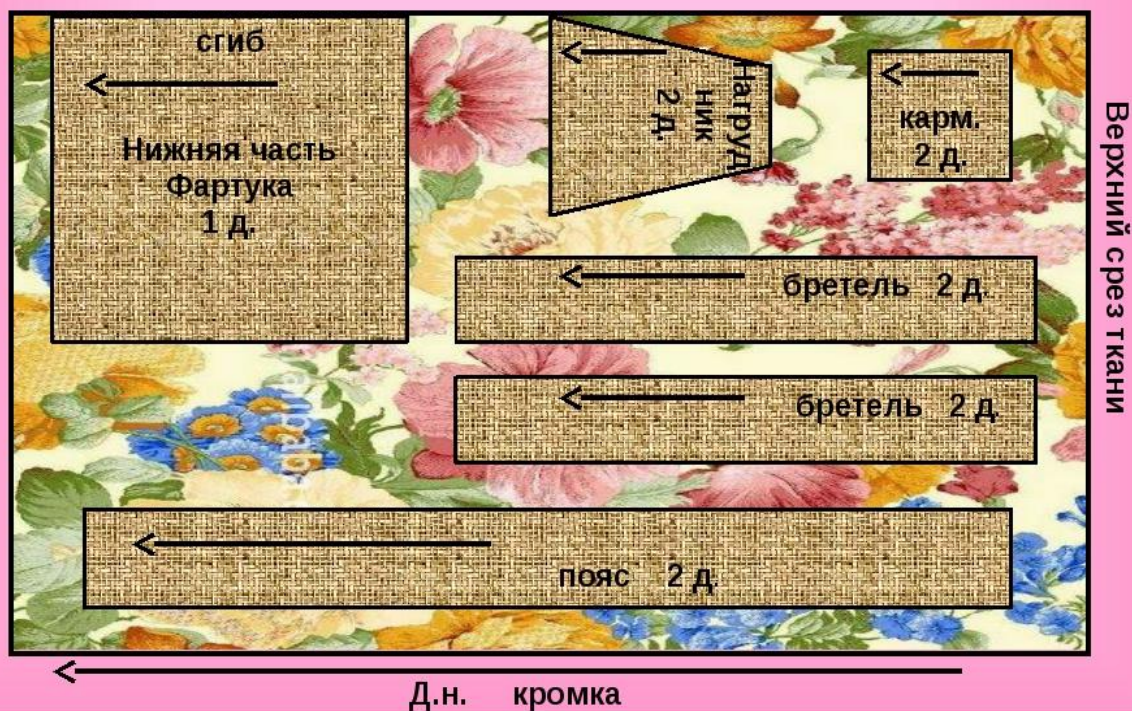 сгиб
Нижняя часть
Фартука
1 д.
нагруд
ник
2 д.
карм.
2 д.
Верхний срез ткани
бретель 2 д.
бретель 2 д.
пояс 2 д.
Д.н. кромка